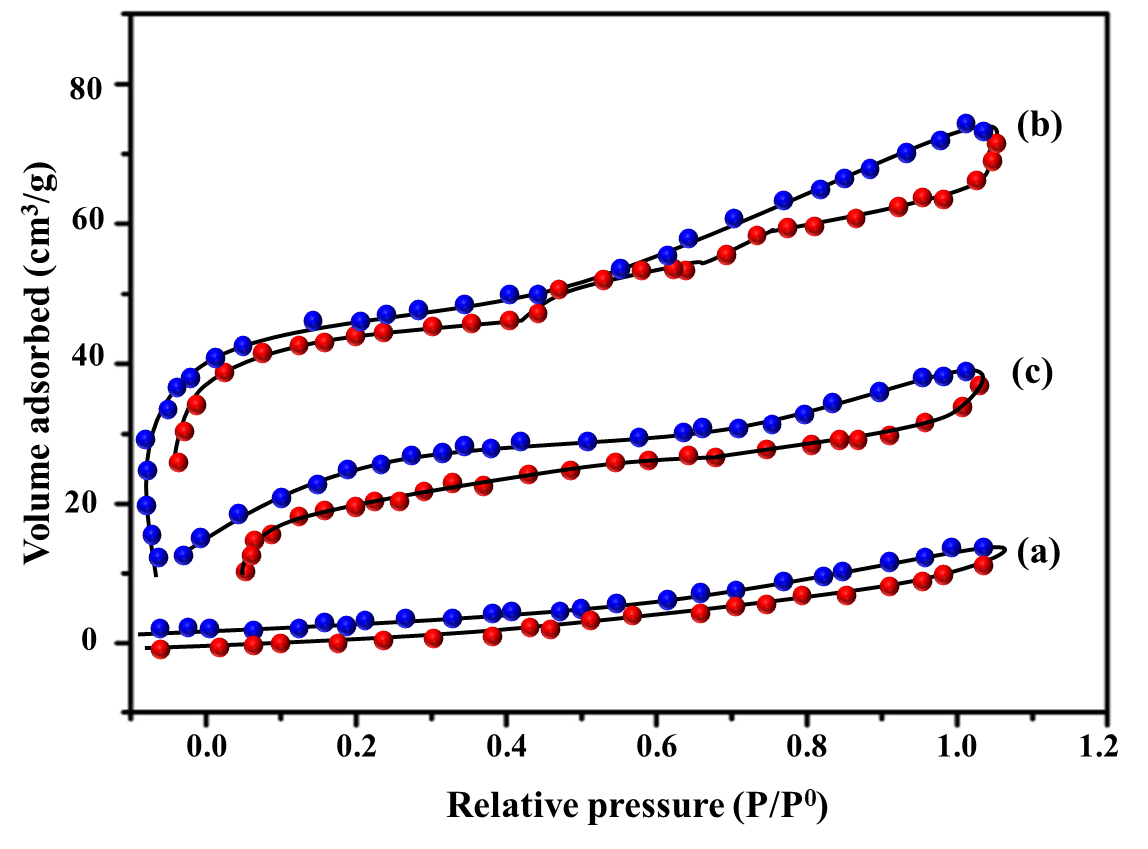 80
(b)
60
Volume adsorbed (cm³/g)
40
(c)
20
(a)
0
0.0 0.2 0.4 0.6 0.8 1.0 1.2
Relative pressure (P/P⁰)